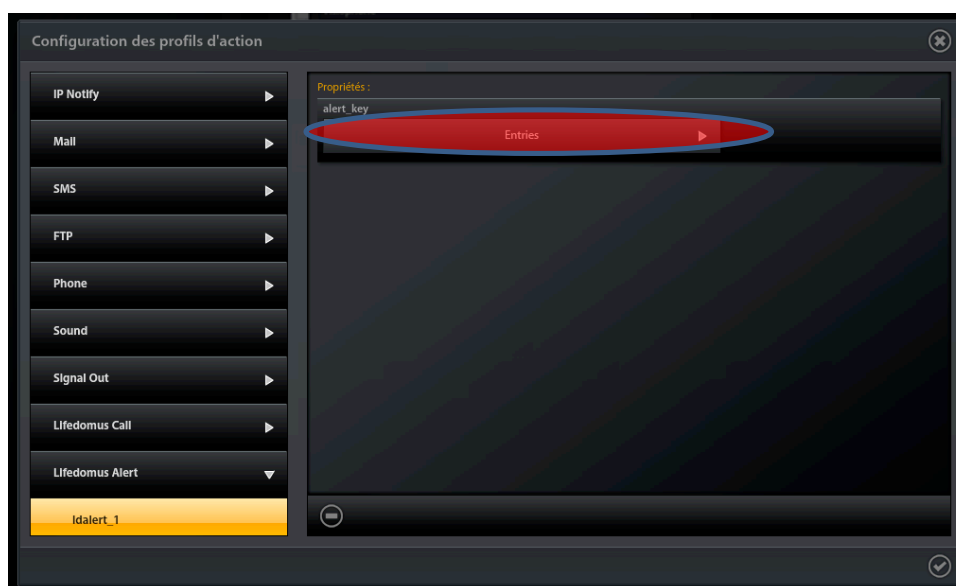 Configuration des profils d'action
IP Notify
Mail
SMS
FTP
Phone
Sound
Signal Out
Lifedomus Call
Lifedomus Alert
ldalert_1
Propriétés :
alert_key
Entries